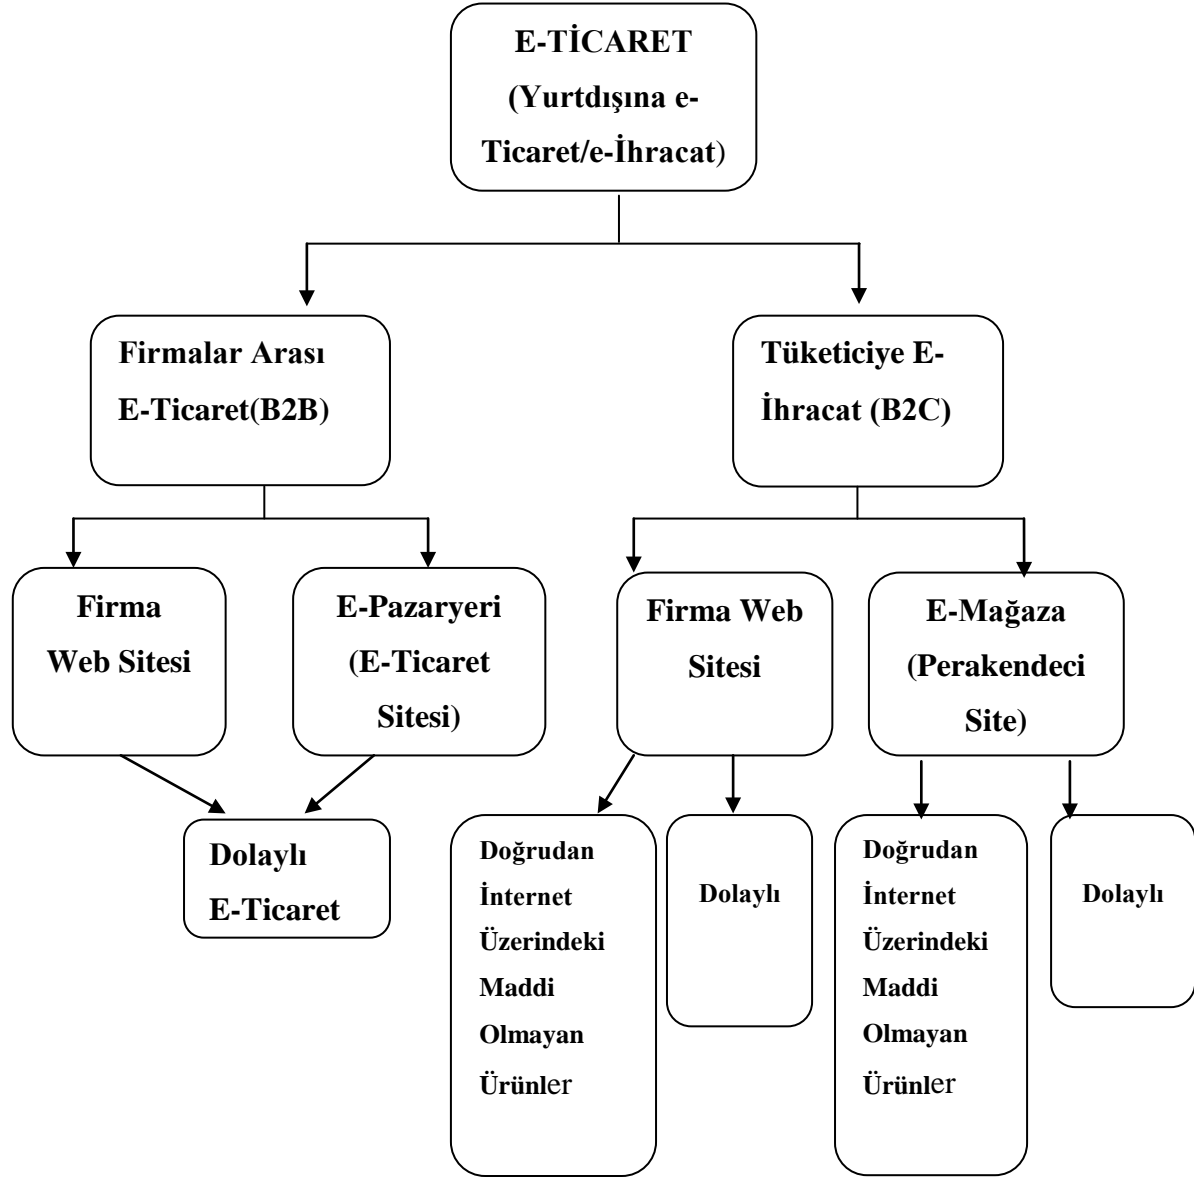 E-TİCARET
(Yurtdışına e-
Ticaret/e-İhracat)
Firmalar Arası
E-Ticaret(B2B)
Tüketiciye E-
İhracat (B2C)
Firma
Web Sitesi
E-Pazaryeri
(E-Ticaret
Sitesi)
Firma Web
Sitesi
E-Mağaza
(Perakendeci
Site)
Dolaylı
E-Ticaret
Doğrudan
İnternet
Üzerindeki
Maddi
Olmayan
Ürünler
Dolaylı
Doğrudan
İnternet
Üzerindeki
Maddi
Olmayan
Ürünler
Dolaylı